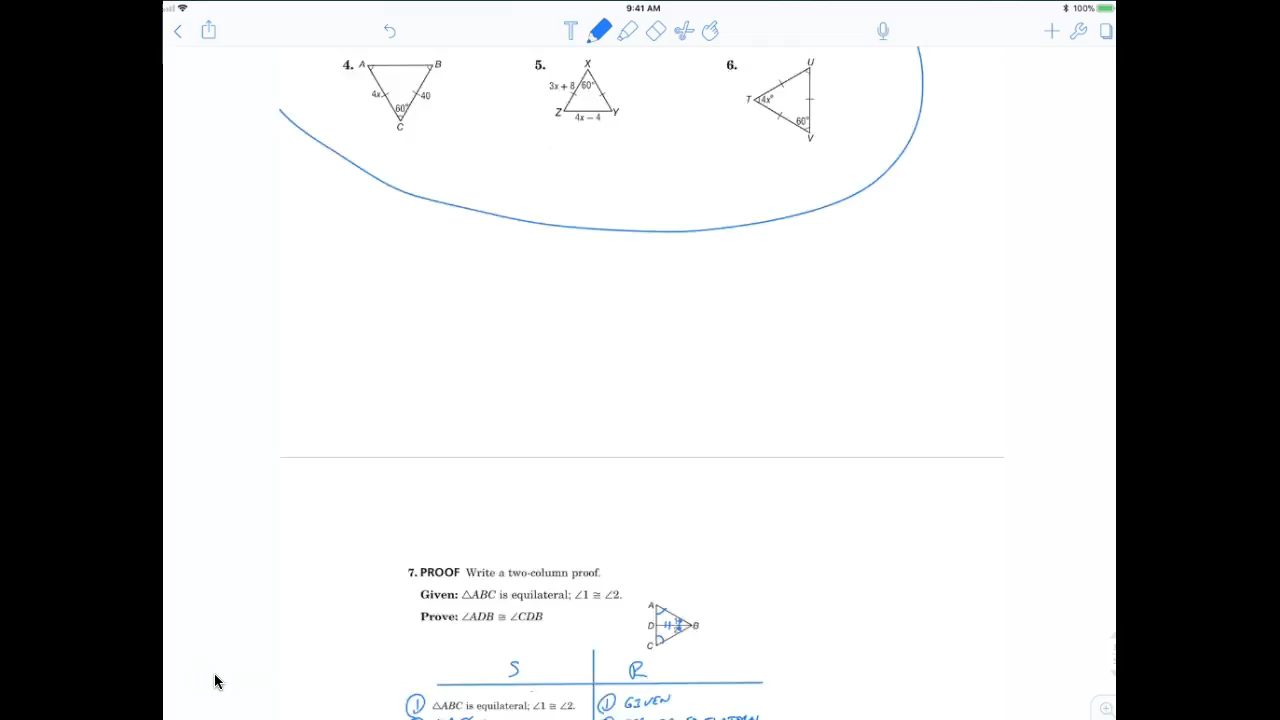 9:41 AM
100%
T
4. A B 4x 40 60° C
5. X 3x + 8 60° Z Y 4x − 4
6. U T 4x° 60° V
7. PROOF Write a two-column proof.
Given: △ABC is equilateral; ∠1 ≅ ∠2.
Prove: ∠ADB ≅ ∠CDB
A
D 1 2 B
C
S R
① △ABC is equilateral; ∠1 ≅ ∠2. ① GIVEN